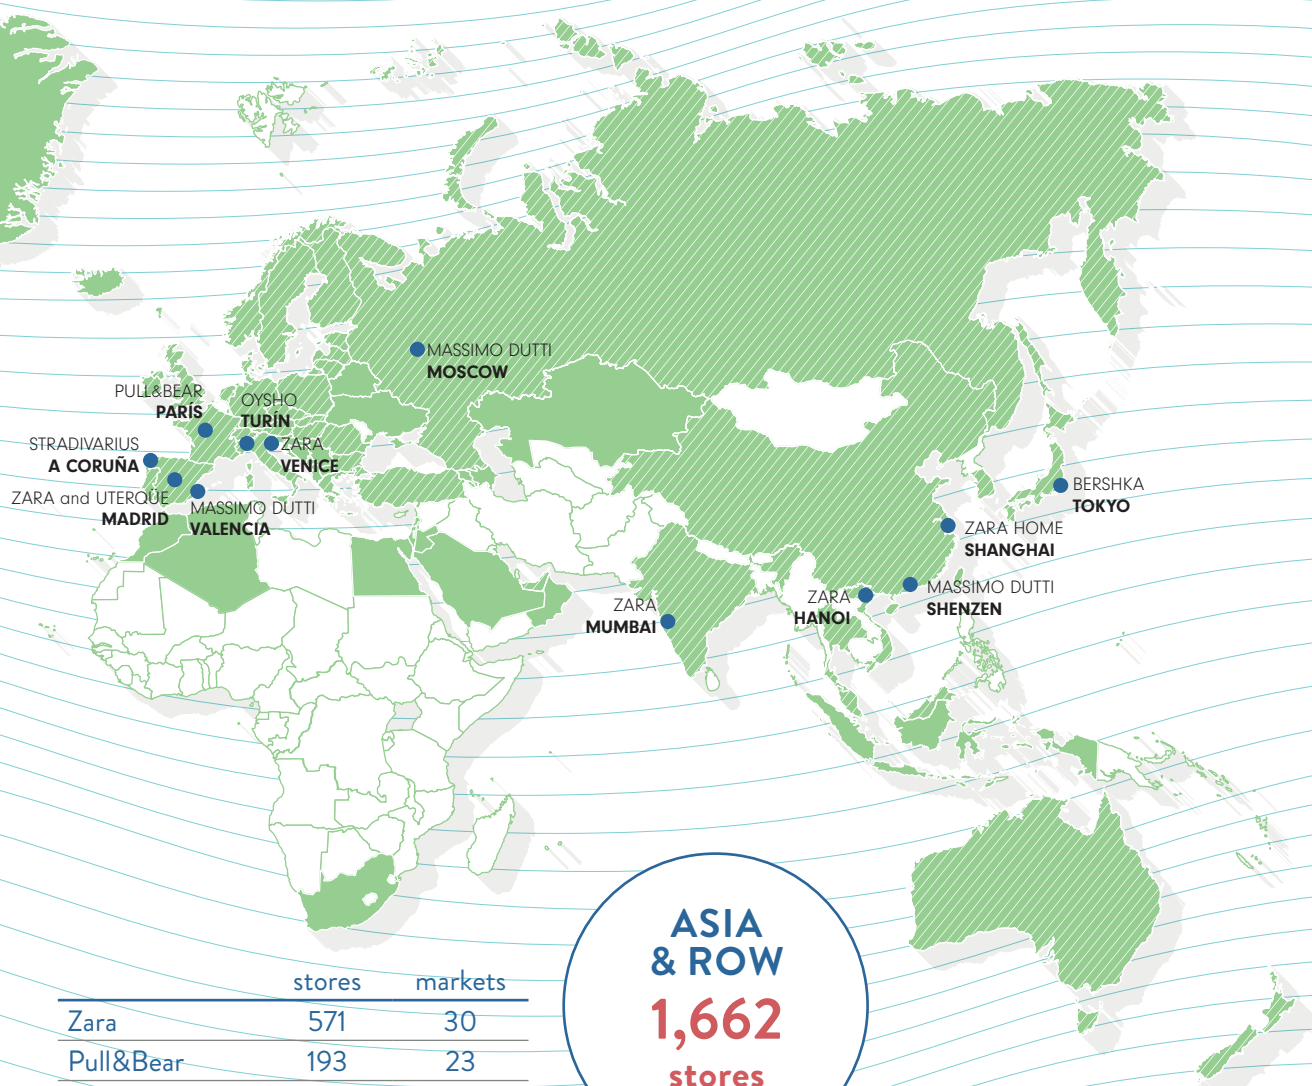 MASSIMO DUTTI
MOSCOW
PULL&BEAR
PARÍS
OYSHO
TURÍN
STRADIVARIUS
A CORUÑA
ZARA
VENICE
ZARA and UTERQÜE
MADRID
MASSIMO DUTTI
VALENCIA
BERSHKA
TOKYO
ZARA HOME
SHANGHAI
MASSIMO DUTTI
SHENZEN
ZARA
HANOI
ZARA
MUMBAI
ASIA
& ROW
1,662
stores
stores markets
Zara 571 30
Pull&Bear 193 23